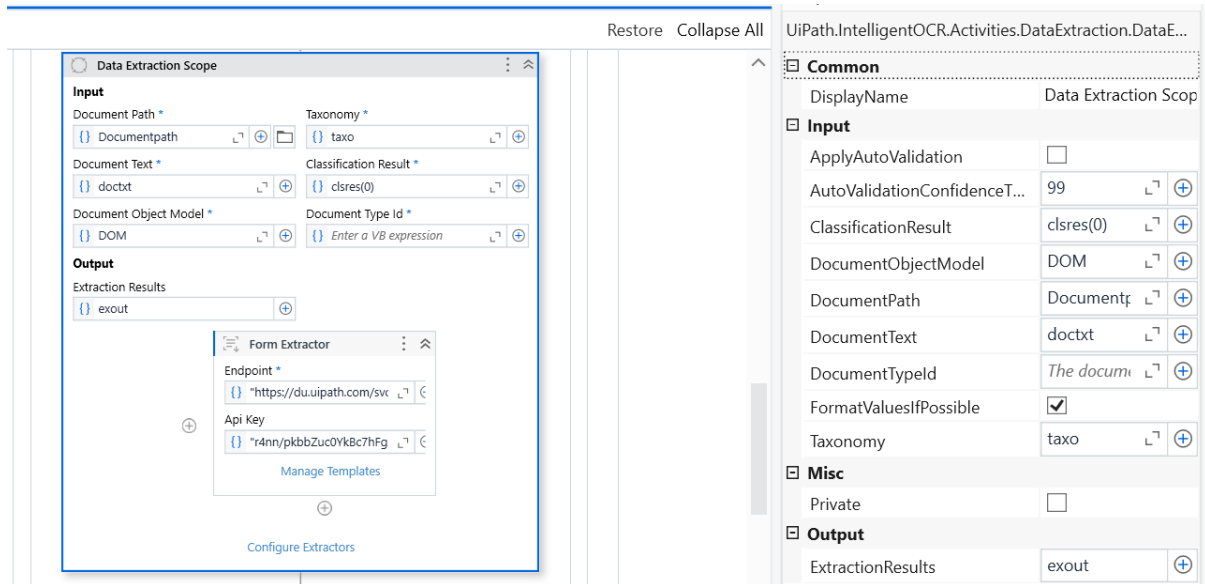 Restore Collapse All
Data Extraction Scope
Input
Document Path *
Taxonomy *
{} Documentpath
{} taxo
Document Text *
Classification Result *
{} doctxt
{} clsres(0)
Document Object Model *
Document Type Id *
{} DOM
{} Enter a VB expression
Output
Extraction Results
{} exout
Form Extractor
Endpoint *
{} "https://du.uipath.com/svc
Api Key
{} "r4nn/pkbbZuc0YkBc7hFg
Manage Templates
Configure Extractors
UiPath.IntelligentOCR.Activities.DataExtraction.DataE...
Common
DisplayName Data Extraction Scop
Input
ApplyAutoValidation
AutoValidationConfidenceT... 99
ClassificationResult clsres(0)
DocumentObjectModel DOM
DocumentPath Documentp
DocumentText doctxt
DocumentTypeId The docume
FormatValuesIfPossible
Taxonomy taxo
Misc
Private
Output
ExtractionResults exout